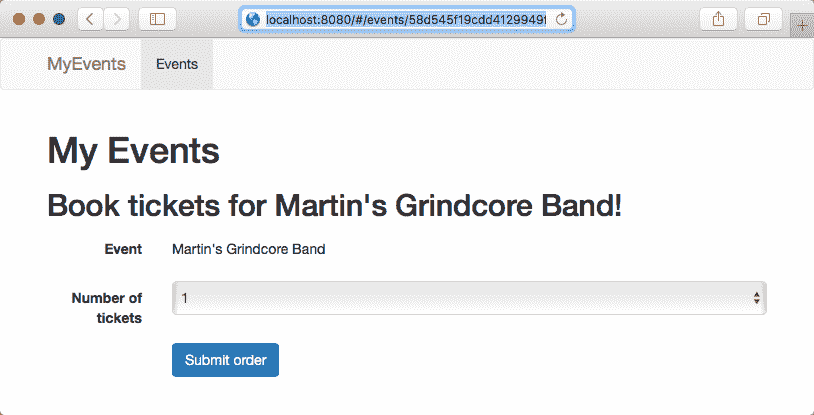 localhost:8080/#/events/58d545f19cdd4129949f
MyEvents
Events
My Events
Book tickets for Martin's Grindcore Band!
Event
Martin's Grindcore Band
Number of
tickets
1
Submit order